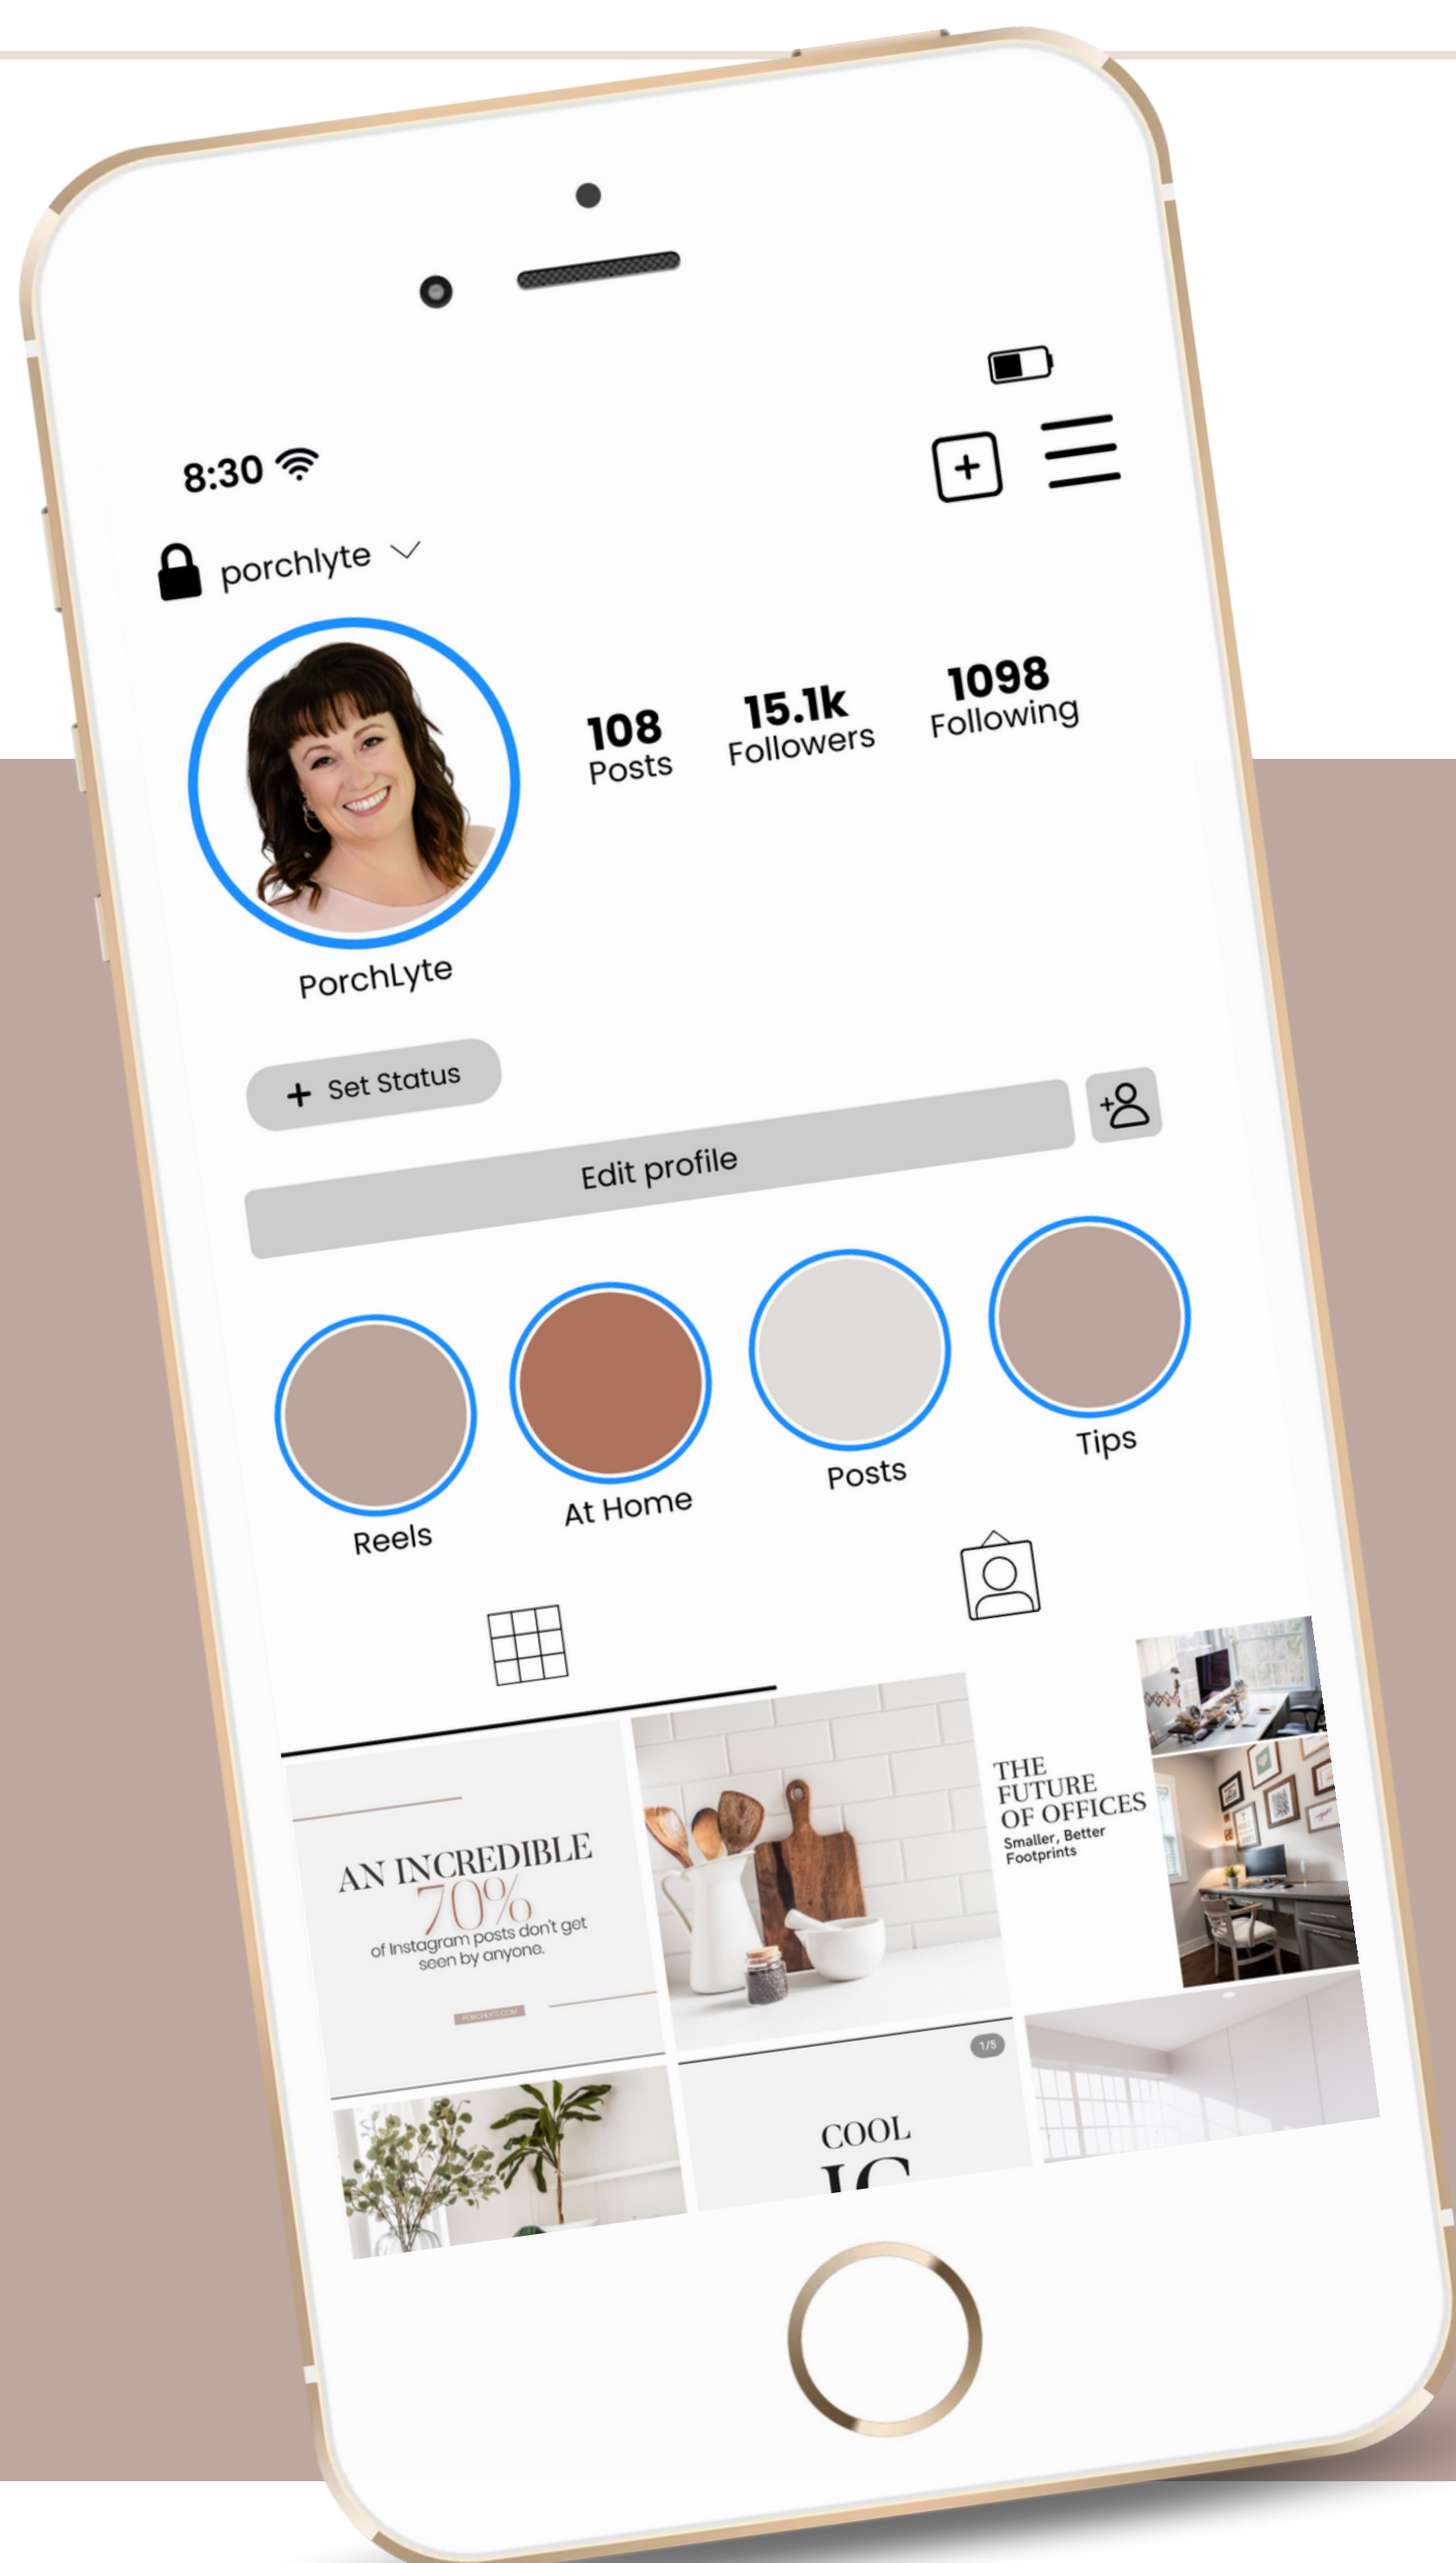 8:30
porchlyte
108
Posts
15.1k
Followers
1098
Following
PorchLyte
+ Set Status
Edit profile
Reels
At Home
Posts
Tips
AN INCREDIBLE
70%
of Instagram posts don't get
seen by anyone.
PORCHLYTE.COM
THE
FUTURE
OF OFFICES
Smaller, Better
Footprints
1/5
COOL